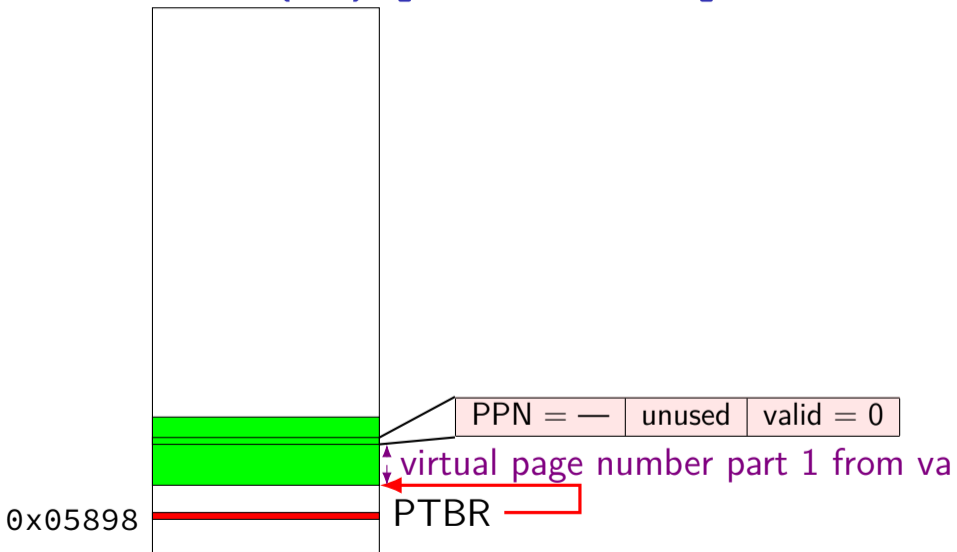 PPN = — unused valid = 0
virtual page number part 1 from va
PTBR
0x05898